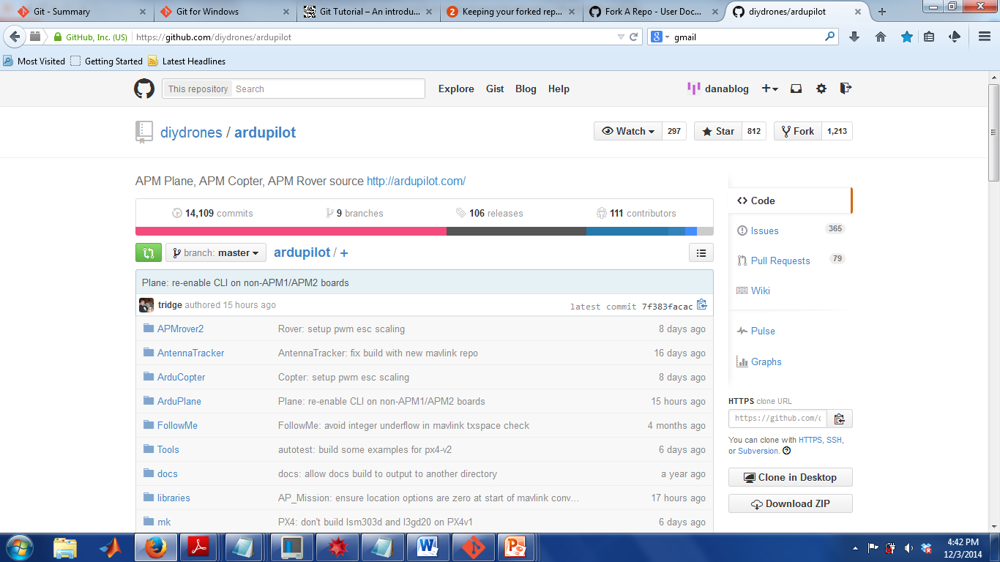 Git - Summary
Git for Windows
Git Tutorial – An introdu...
Keeping your forked rep...
Fork A Repo - User Doc...
diydrones/ardupilot
GitHub, Inc. (US) https://github.com/diydrones/ardupilot
gmail
Most Visited Getting Started Latest Headlines
This repository Search Explore Gist Blog Help danablog
diydrones / ardupilot
Watch 297 Star 812 Fork 1,213
APM Plane, APM Copter, APM Rover source http://ardupilot.com/
14,109 commits 9 branches 106 releases 111 contributors
branch: master ardupilot / +
Plane: re-enable CLI on non-APM1/APM2 boards
tridge authored 15 hours ago latest commit 7f383facac
APMrover2 Rover: setup pwm esc scaling 8 days ago
AntennaTracker AntennaTracker: fix build with new mavlink repo 16 days ago
ArduCopter Copter: setup pwm esc scaling 8 days ago
ArduPlane Plane: re-enable CLI on non-APM1/APM2 boards 15 hours ago
FollowMe FollowMe: avoid integer underflow in mavlink txspace check 4 months ago
Tools autotest: build some examples for px4-v2 6 days ago
docs docs: allow docs build to output to another directory a year ago
libraries AP_Mission: ensure location options are zero at start of mavlink conv… 17 hours ago
mk PX4: don't build lsm303d and l3gd20 on PX4v1 6 days ago
Code
Issues 365
Pull Requests 79
Wiki
Pulse
Graphs
HTTPS clone URL
https://github.com/
You can clone with HTTPS, SSH,
or Subversion.
Clone in Desktop
Download ZIP
4:42 PM
12/3/2014